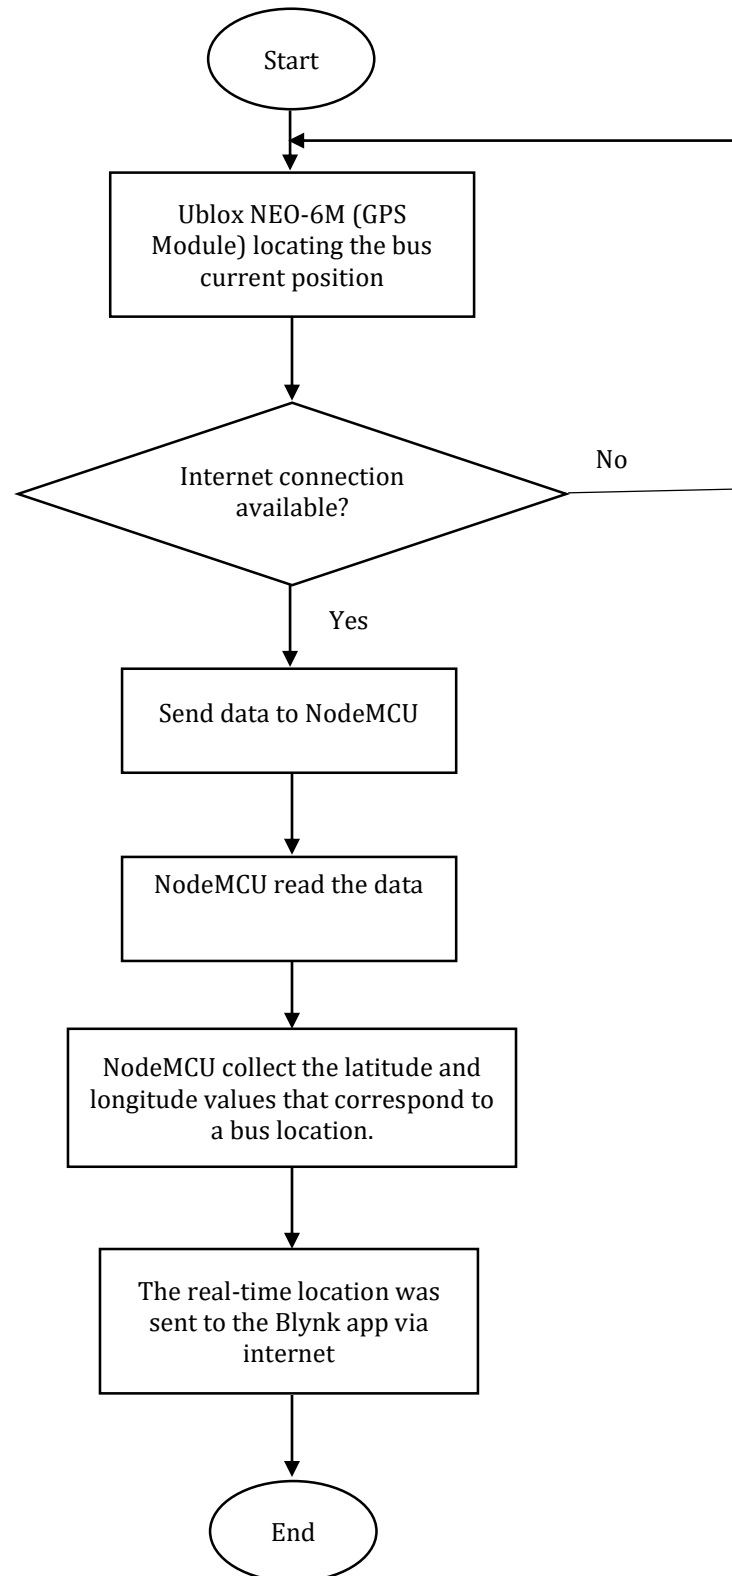 Start
Ublox NEO-6M (GPS
Module) locating the bus
current position
Internet connection
available?
No
Yes
Send data to NodeMCU
NodeMCU read the data
NodeMCU collect the latitude and
longitude values that correspond to
a bus location.
The real-time location was
sent to the Blynk app via
internet
End